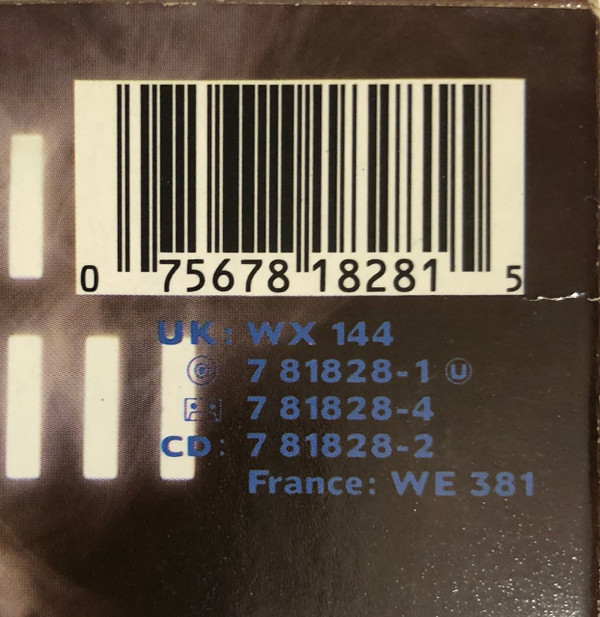 0 75678 18281 5
UK: WX 144
7 81828-1 U
7 81828-4
CD: 7 81828-2
France: WE 381